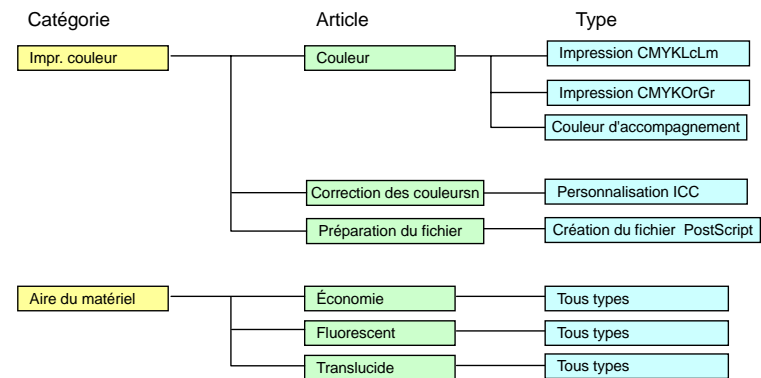 Catégorie Article Type
Impr. couleur Couleur Impression CMYKLcLm
Impression CMYKOrGr
Couleur d'accompagnement
Correction des couleursn Personnalisation ICC
Préparation du fichier Création du fichier PostScript
Aire du matériel Économie Tous types
Fluorescent Tous types
Translucide Tous types